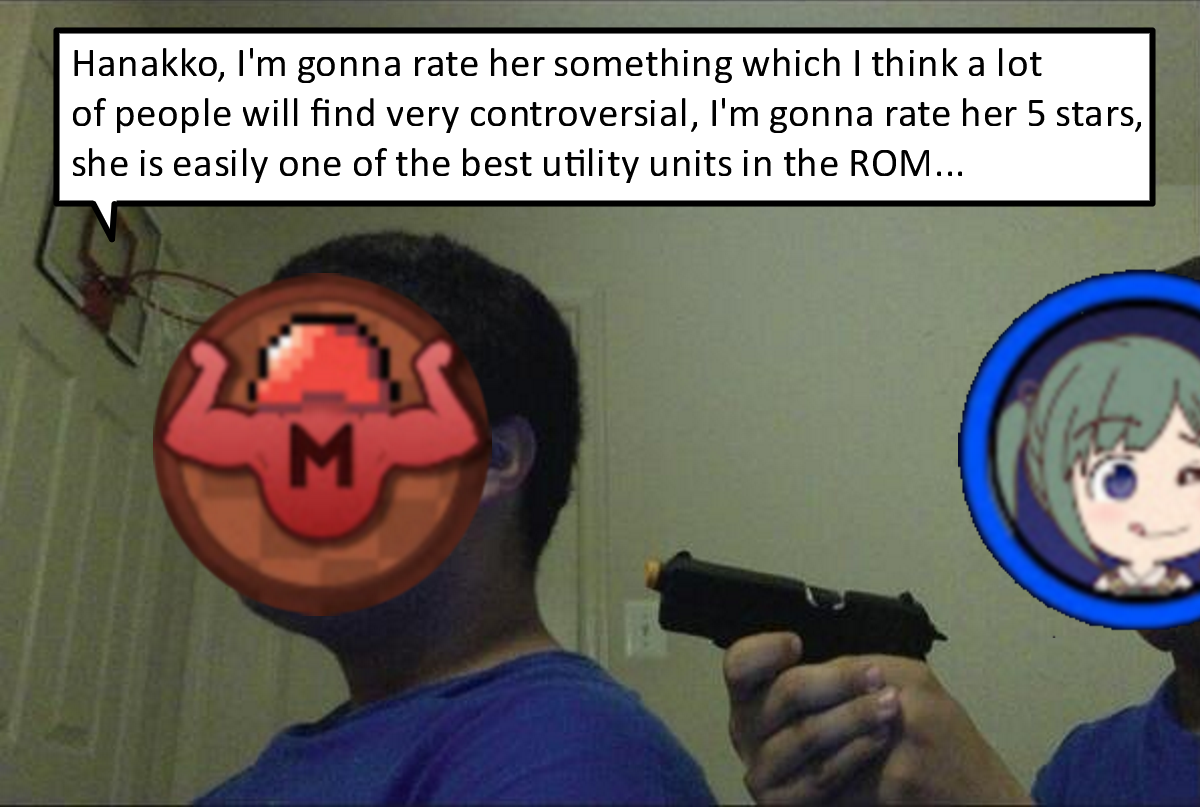 Hanakko, I'm gonna rate her something which I think a lot
of people will find very controversial, I'm gonna rate her 5 stars,
she is easily one of the best utility units in the ROM...
M